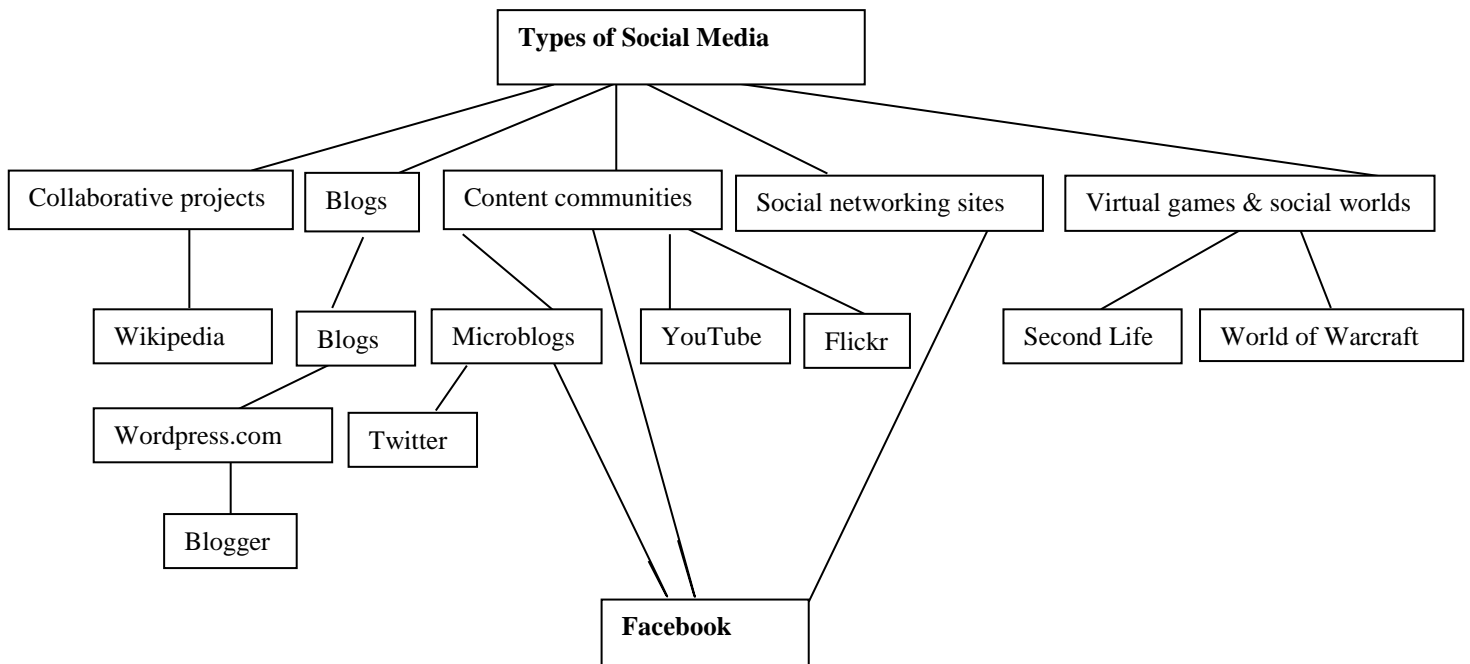 Types of Social Media
Collaborative projects
Blogs
Content communities
Social networking sites
Virtual games & social worlds
Wikipedia
Blogs
Microblogs
YouTube
Flickr
Second Life
World of Warcraft
Wordpress.com
Twitter
Blogger
Facebook